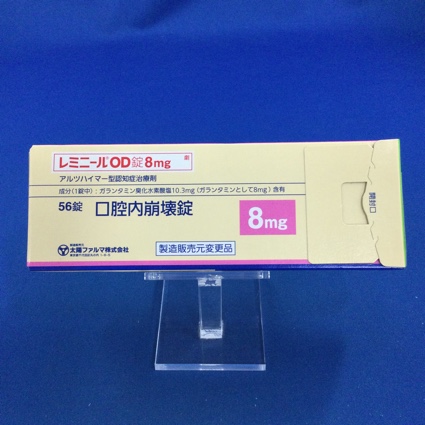 レミニール®OD錠8mg
劇
アルツハイマー型認知症治療剤
成分(1錠中):ガランタミン臭化水素酸塩10.3mg(ガランタミンとして8mg)含有
56錠 口腔内崩壊錠
8mg
開封口
太陽ファルマ株式会社
製造販売元変更品